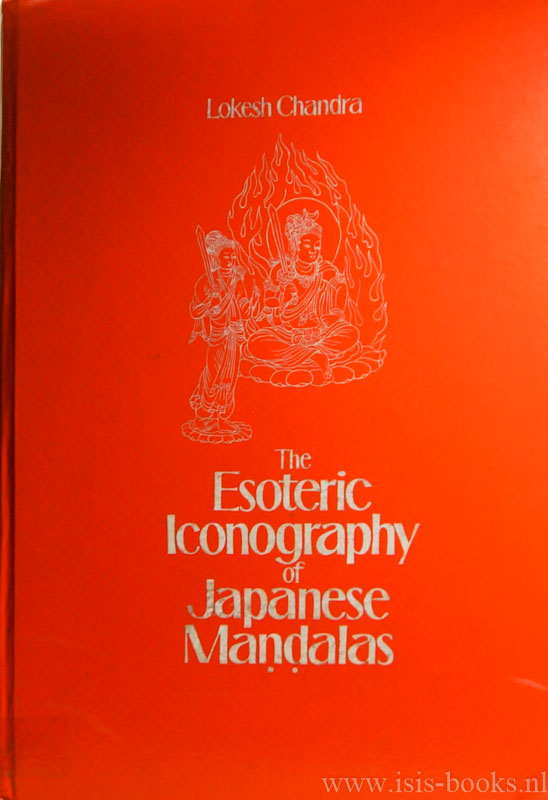 Lokesh Chandra
The
Esoteric
Iconography
of
Japanese
Maṇḍalas
www.isis-books.nl